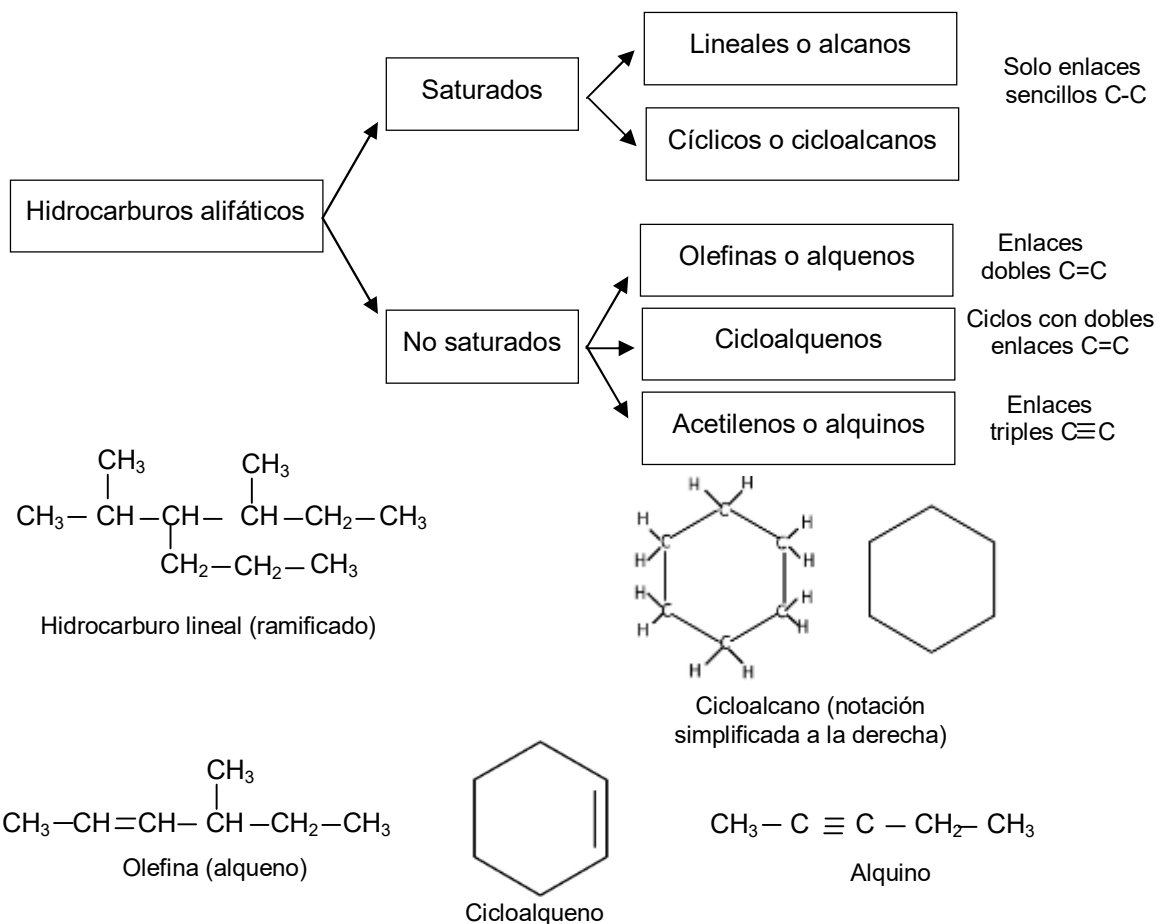 Lineales o alcanos
Solo enlaces
sencillos C-C
Saturados
Cíclicos o cicloalcanos
Hidrocarburos alifáticos
Olefinas o alquenos
Enlaces
dobles C=C
No saturados
Cicloalquenos
Ciclos con dobles
enlaces C=C
Acetilenos o alquinos
Enlaces
triples C≡C
CH₃ CH₃
CH₃—CH—CH—CH—CH₂—CH₃
CH₂—CH₂—CH₃
Hidrocarburo lineal (ramificado)
H H
C
H H
H C C H
H H
H C C H
H H
C
H H
Cicloalcano (notación
simplificada a la derecha)
CH₃
CH₃—CH=CH—CH—CH₂—CH₃
Olefina (alqueno)
Cicloalqueno
CH₃—C≡C—CH₂—CH₃
Alquino